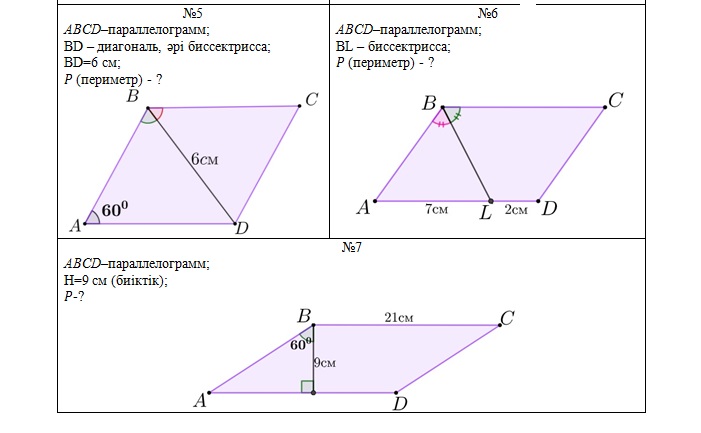 №5
ABCD–параллелограмм;
BD – диагональ, әрі биссектрисса;
BD=6 см;
P (периметр) - ?
B
C
6см
60⁰
A
D
№6
ABCD–параллелограмм;
BL – биссектрисса;
P (периметр) - ?
B
C
A
7см
L
2см
D
№7
ABCD–параллелограмм;
H=9 см (биіктік);
P-?
B
21см
C
60⁰
9см
A
D